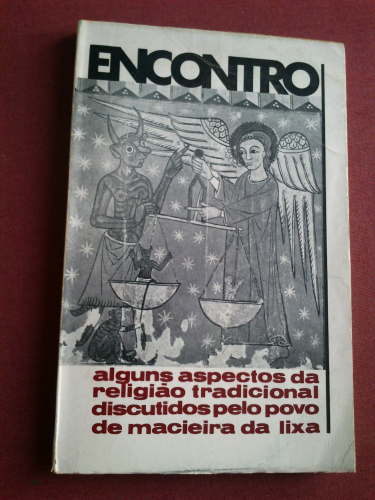 ENCONTRO
alguns aspectos da
religião tradicional
discutidos pelo povo
de macieira da lixa